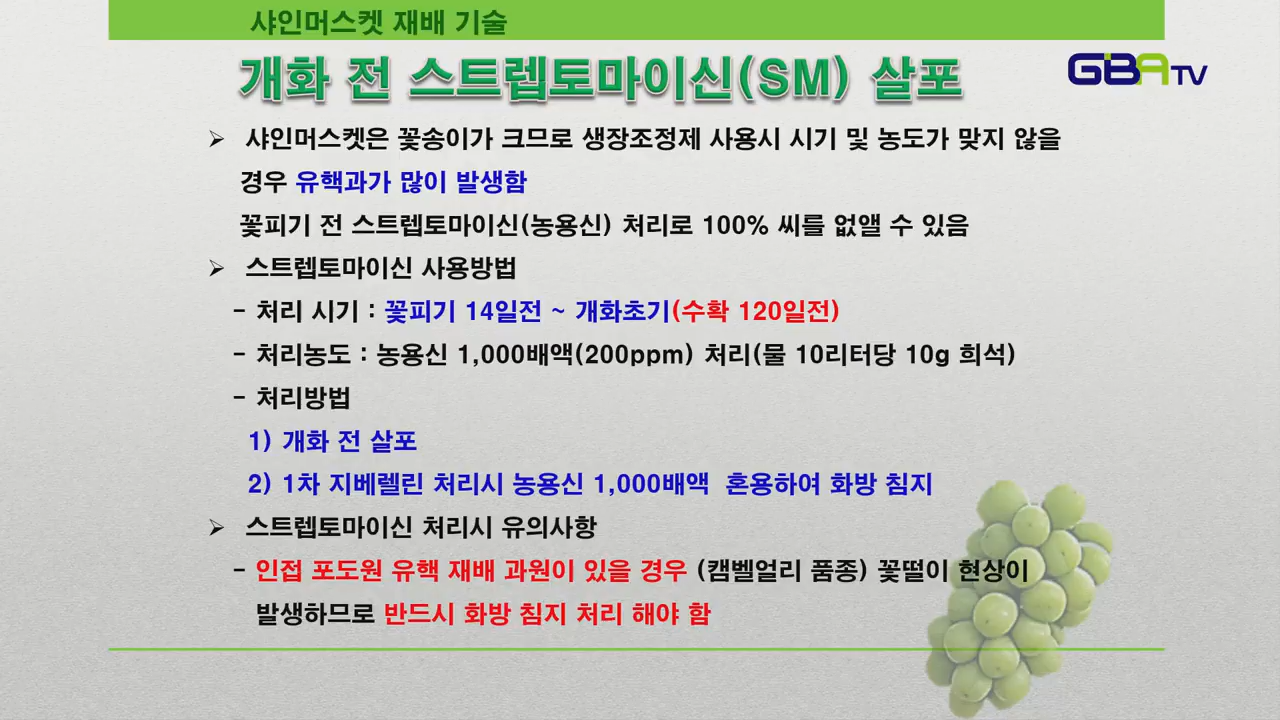 샤인머스켓 재배 기술
개화 전 스트렙토마이신(SM) 살포
GBA TV
➢ 샤인머스켓은 꽃송이가 크므로 생장조정제 사용시 시기 및 농도가 맞지 않을
경우 유핵과가 많이 발생함
꽃피기 전 스트렙토마이신(농용신) 처리로 100% 씨를 없앨 수 있음
➢ 스트렙토마이신 사용방법
- 처리 시기 : 꽃피기 14일전 ~ 개화초기(수확 120일전)
- 처리농도 : 농용신 1,000배액(200ppm) 처리(물 10리터당 10g 희석)
- 처리방법
1) 개화 전 살포
2) 1차 지베렐린 처리시 농용신 1,000배액 혼용하여 화방 침지
➢ 스트렙토마이신 처리시 유의사항
- 인접 포도원 유핵 재배 과원이 있을 경우 (캠벨얼리 품종) 꽃떨이 현상이
발생하므로 반드시 화방 침지 처리 해야 함